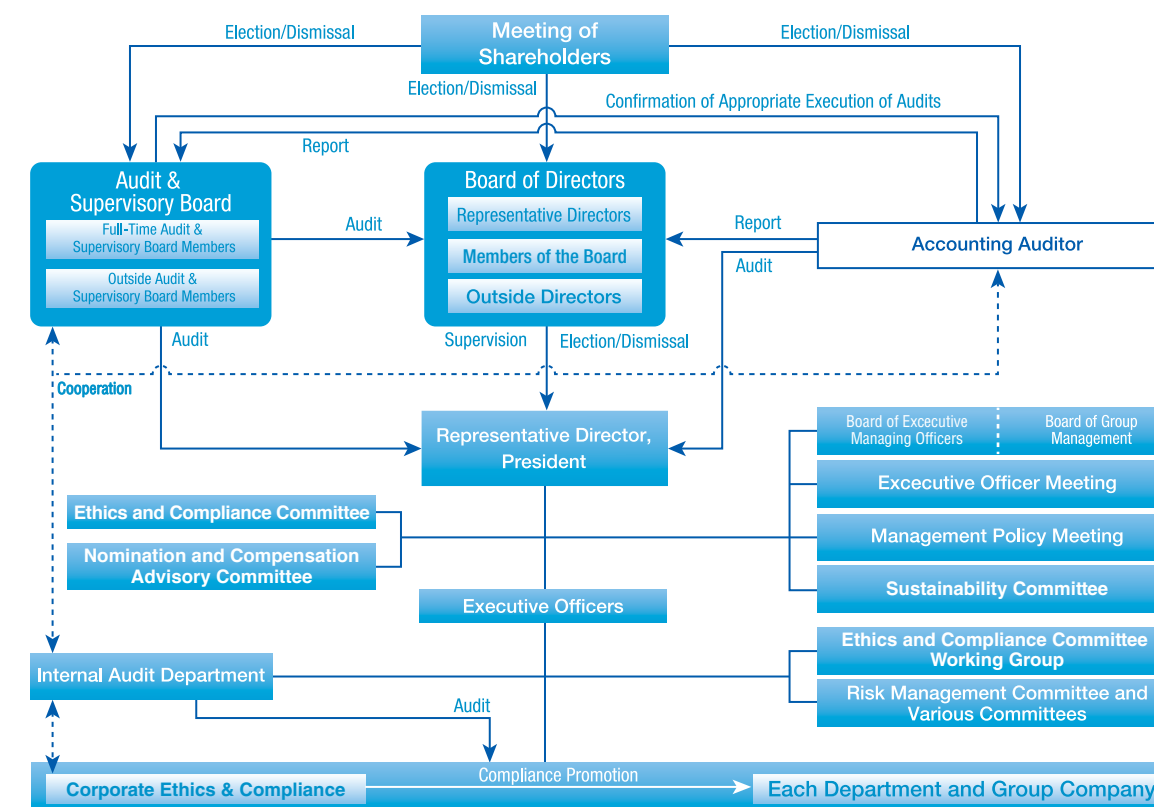 Meeting of
Shareholders
Election/Dismissal
Election/Dismissal
Election/Dismissal
Confirmation of Appropriate Execution of Audits
Report
Audit &
Supervisory Board
Full-Time Audit &
Supervisory Board Members
Outside Audit &
Supervisory Board Members
Audit
Board of Directors
Representative Directors
Members of the Board
Outside Directors
Report
Audit
Accounting Auditor
Audit
Supervision
Election/Dismissal
Cooperation
Representative Director,
President
Board of Excecutive
Managing Officers
Board of Group
Management
Excecutive Officer Meeting
Management Policy Meeting
Sustainability Committee
Ethics and Compliance Committee
Nomination and Compensation
Advisory Committee
Executive Officers
Ethics and Compliance Committee
Working Group
Risk Management Committee and
Various Committees
Internal Audit Department
Audit
Corporate Ethics & Compliance
Compliance Promotion
Each Department and Group Company